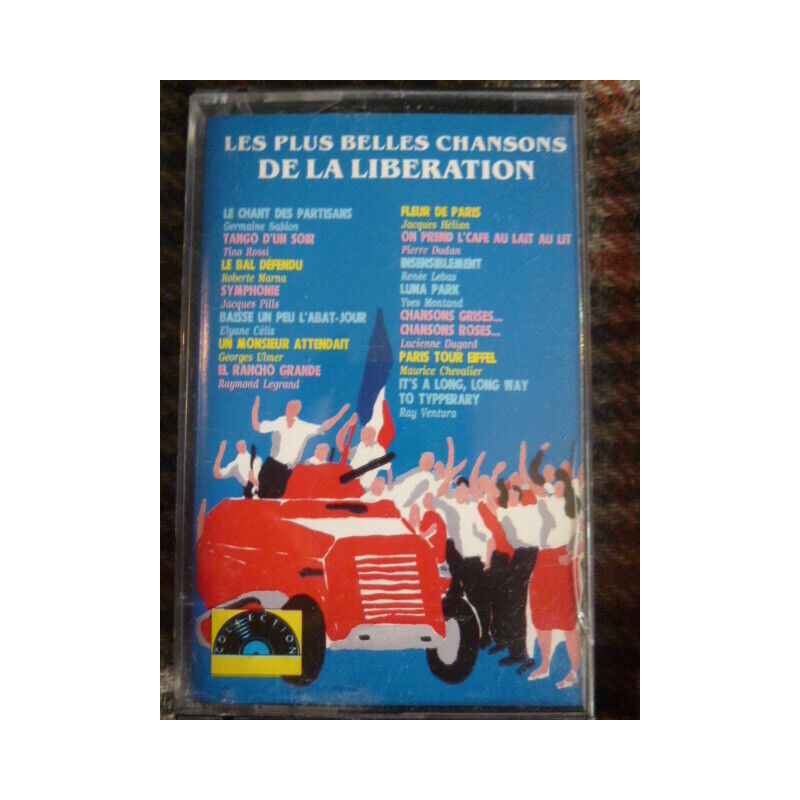 LES PLUS BELLES CHANSONS
DE LA LIBERATION
LE CHANT DES PARTISANS
Germaine Sablon
TANGO D'UN SOIR
Tino Rossi
LE BAL DÉFENDU
Roberte Marna
SYMPHONIE
Jacques Pills
BAISSE UN PEU L'ABAT-JOUR
Elyane Célis
UN MONSIEUR ATTENDAIT
Georges Ulmer
EL RANCHO GRANDE
Raymond Legrand
FLEUR DE PARIS
Jacques Hélian
ON PREND L'CAFE AU LAIT AU LIT
Pierre Dudan
INSENSIBLEMENT
Renée Lebas
LUNA PARK
Yves Montand
CHANSONS GRISES...
CHANSONS ROSES...
Lucienne Dugard
PARIS TOUR EIFFEL
Maurice Chevalier
IT'S A LONG, LONG WAY
TO TYPPERARY
Ray Ventura
COLLECTION